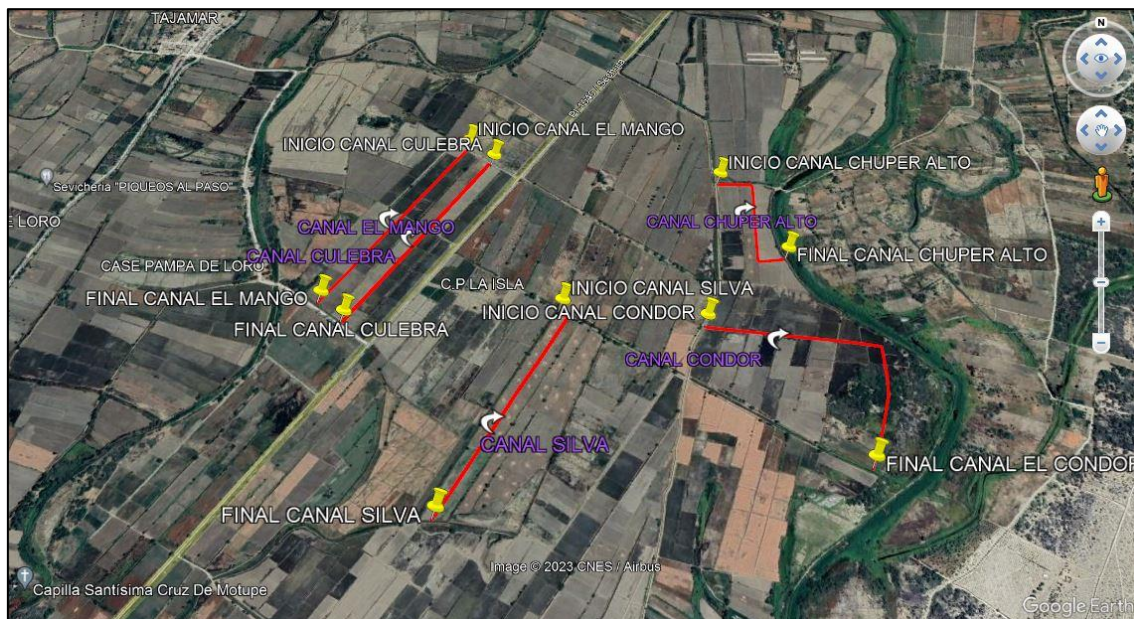 TAJAMAR
N
INICIO CANAL EL MANGO
INICIO CANAL CULEBRA
INICIO CANAL CHUPER ALTO
Sevicheria "PIQUEOS AL PASO"
E LORO
CANAL EL MANGO
CANAL CHUPER ALTO
CANAL CULEBRA
FINAL CANAL CHUPER ALTO
CASE PAMPA DE LORO
C.P LA ISLA
INICIO CANAL SILVA
FINAL CANAL EL MANGO
INICIO CANAL CONDOR
FINAL CANAL CULEBRA
CANAL CONDOR
CANAL SILVA
FINAL CANAL EL CONDOR
FINAL CANAL SILVA
Image © 2023 CNES / Airbus
Capilla Santísima Cruz De Motupe
Google Earth